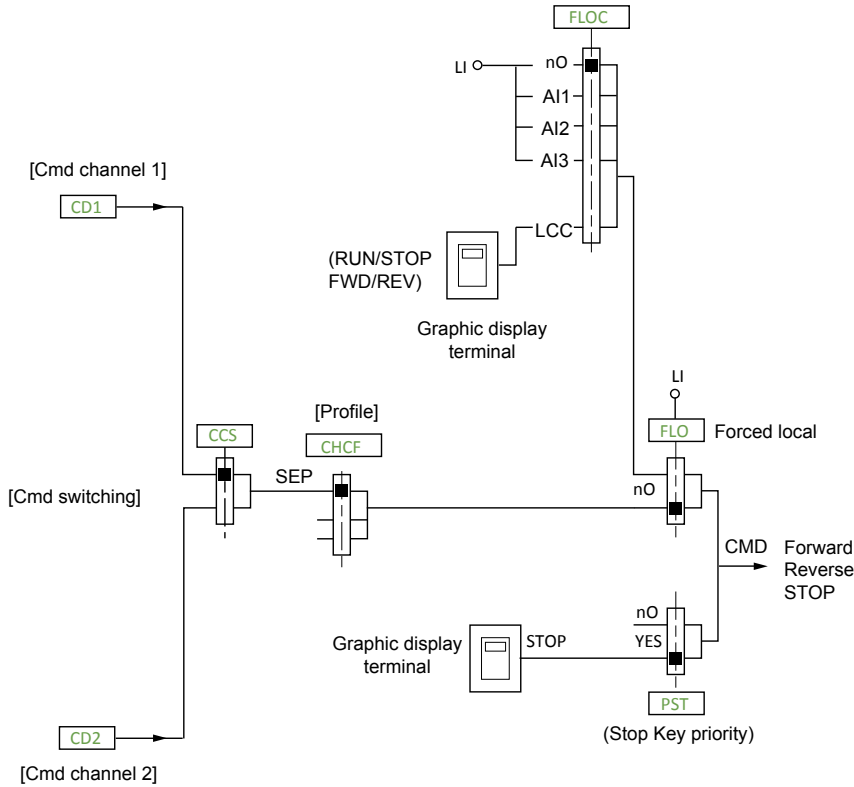 FLOC
LI
nO
AI1
AI2
AI3
LCC
[Cmd channel 1]
CD1
(RUN/STOP
FWD/REV)
Graphic display
terminal
LI
FLO
Forced local
[Profile]
CCS
CHCF
SEP
nO
[Cmd switching]
CMD
Forward
Reverse
STOP
nO
YES
Graphic display
terminal
STOP
PST
(Stop Key priority)
CD2
[Cmd channel 2]